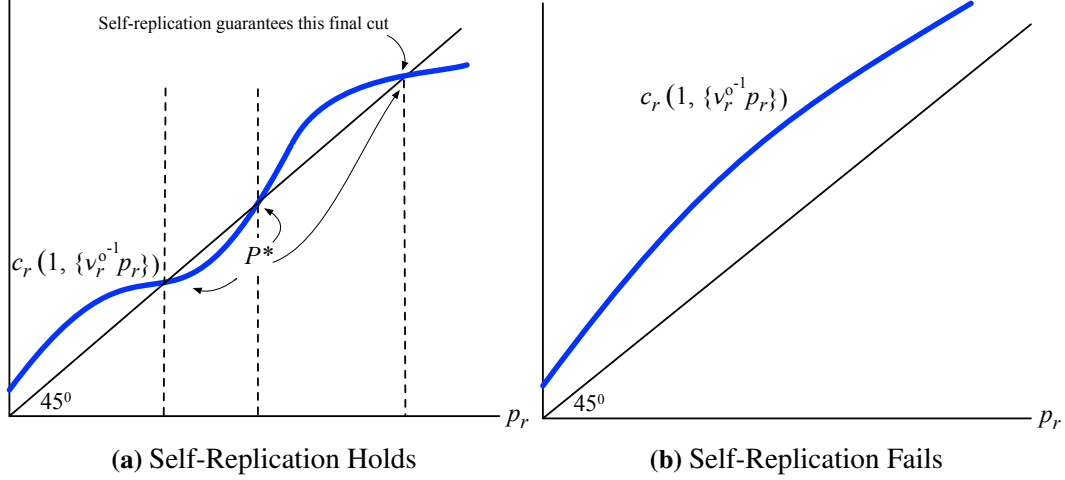 Self-replication guarantees this final cut
c_r (1, {ν_r^{o^{-1}} p_r})
P*
45⁰
p_r
(a) Self-Replication Holds
c_r (1, {ν_r^{o^{-1}} p_r})
45⁰
p_r
(b) Self-Replication Fails